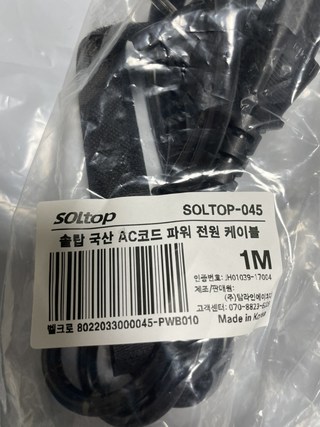 SOLtop
SOLTOP-045
솔탑 국산 AC코드 파워 전원 케이블
1M
인증번호: JH01039-17004
제조/판매원:
고객센터: 070-8823-
Made in Korea
벨크로 8022033000045-PWB010